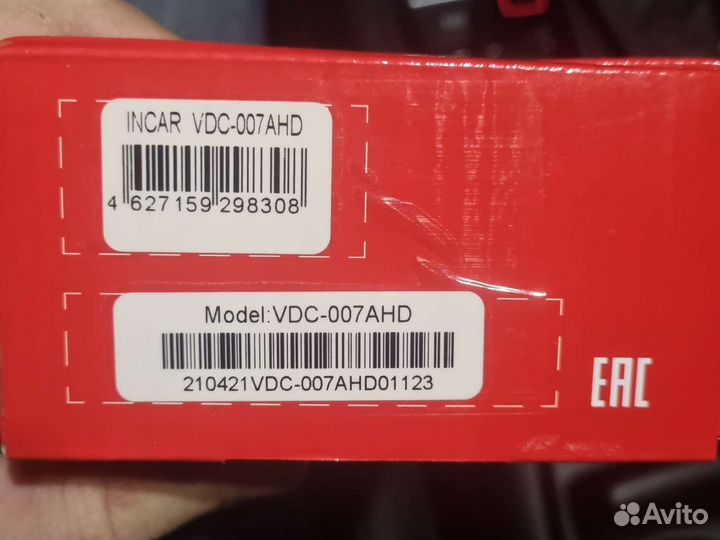 INCAR VDC-007AHD
4 627159 298308
Model:VDC-007AHD
210421VDC-007AHD01123
EAC
Avito